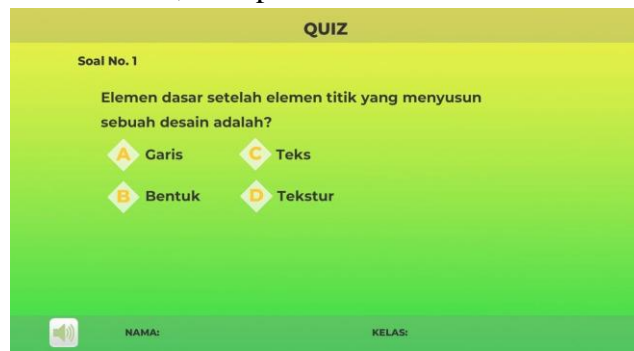 QUIZ
Soal No. 1
Elemen dasar setelah elemen titik yang menyusun
sebuah desain adalah?
A Garis
C Teks
B Bentuk
D Tekstur
NAMA:
KELAS: